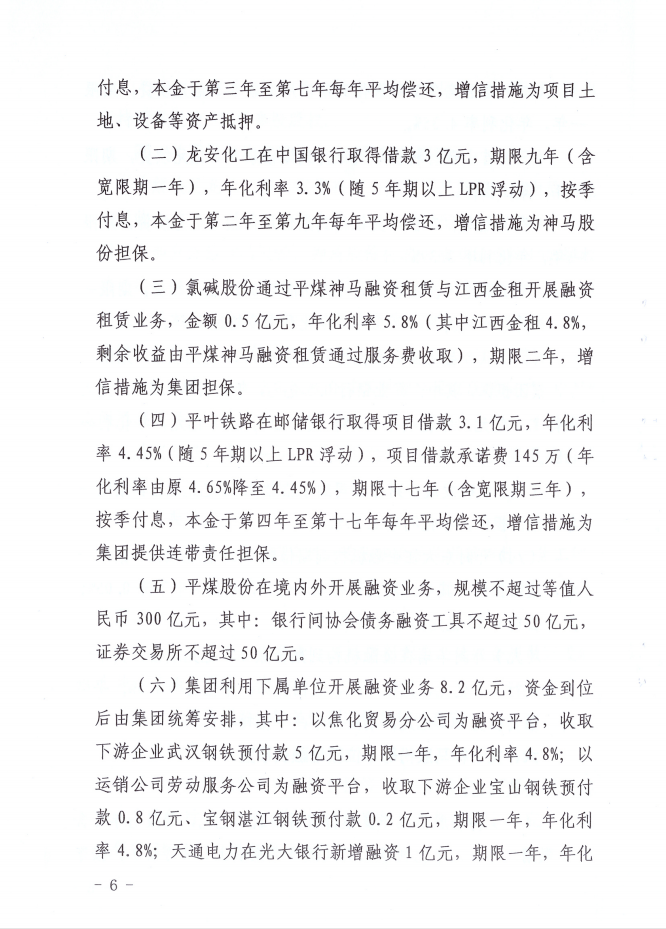 付息，本金于第三年至第七年每年平均偿还，增信措施为项目土
地、设备等资产抵押。
（二）龙安化工在中国银行取得借款 3 亿元，期限九年（含
宽限期一年），年化利率 3.3%（随 5 年期以上 LPR 浮动），按季
付息，本金于第二年至第九年每年平均偿还，增信措施为神马股
份担保。
（三）氯碱股份通过平煤神马融资租赁与江西金租开展融资
租赁业务，金额 0.5 亿元，年化利率 5.8%（其中江西金租 4.8%，
剩余收益由平煤神马融资租赁通过服务费收取），期限二年，增
信措施为集团担保。
（四）平叶铁路在邮储银行取得项目借款 3.1 亿元，年化利
率 4.45%（随 5 年期以上 LPR 浮动），项目借款承诺费 145 万（年
化利率由原 4.65%降至 4.45%），期限十七年（含宽限期三年），
按季付息，本金于第四年至第十七年每年平均偿还，增信措施为
集团提供连带责任担保。
（五）平煤股份在境内外开展融资业务，规模不超过等值人
民币 300 亿元，其中：银行间协会债务融资工具不超过 50 亿元，
证券交易所不超过 50 亿元。
（六）集团利用下属单位开展融资业务 8.2 亿元，资金到位
后由集团统筹安排，其中：以焦化贸易分公司为融资平台，收取
下游企业武汉钢铁预付款 5 亿元，期限一年，年化利率 4.8%；以
运销公司劳动服务公司为融资平台，收取下游企业宝山钢铁预付
款 0.8 亿元、宝钢湛江钢铁预付款 0.2 亿元，期限一年，年化利
率 4.8%；天通电力在光大银行新增融资 1 亿元，期限一年，年化
- 6 -